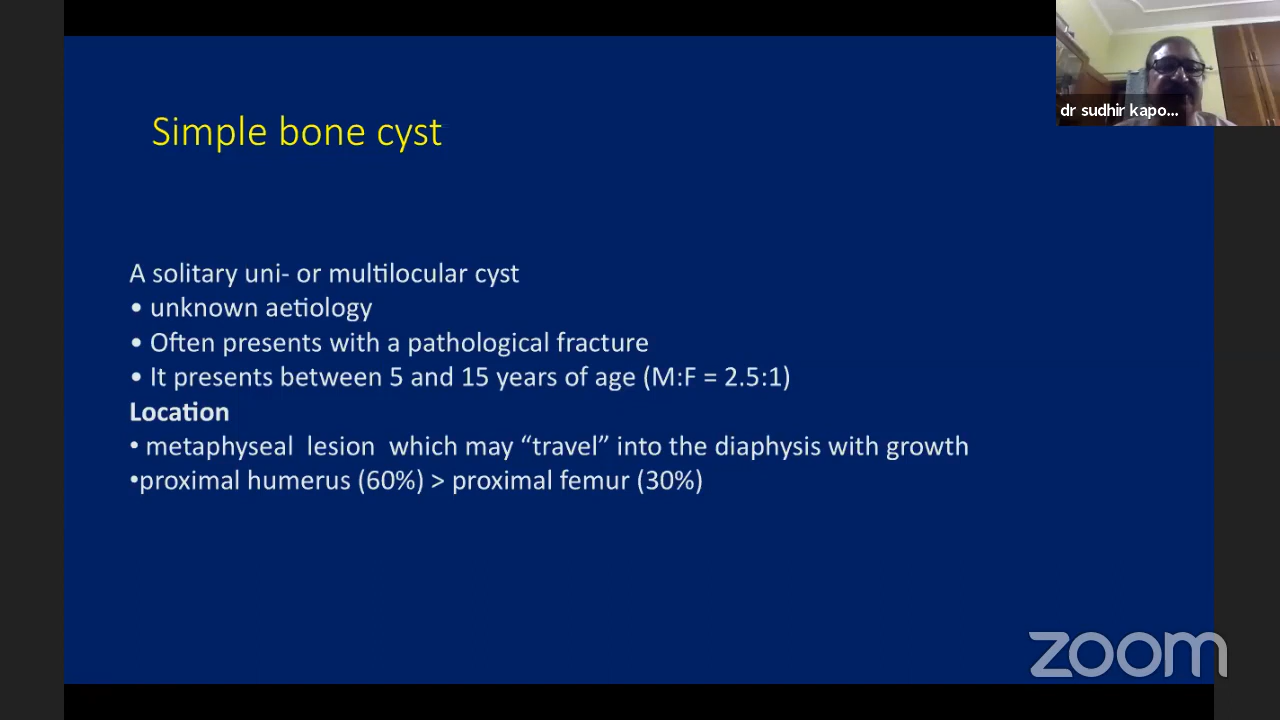 dr sudhir kapo...
Simple bone cyst
A solitary uni- or multilocular cyst
• unknown aetiology
• Often presents with a pathological fracture
• It presents between 5 and 15 years of age (M:F = 2.5:1)
Location
• metaphyseal lesion which may “travel” into the diaphysis with growth
•proximal humerus (60%) > proximal femur (30%)
zoom